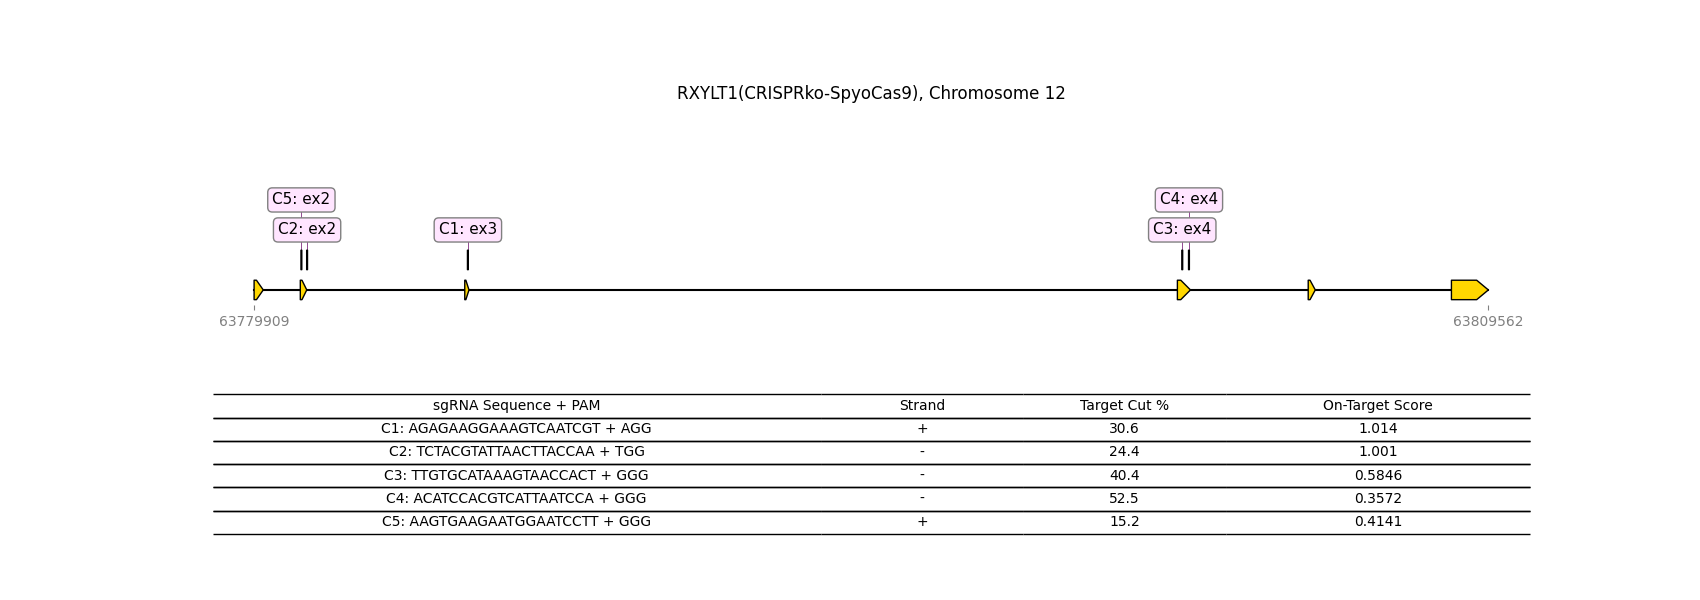 RXYLT1(CRISPRko-SpyoCas9), Chromosome 12
C5: ex2
C4: ex4
C2: ex2
C1: ex3
C3: ex4
63779909
63809562
sgRNA Sequence + PAM Strand Target Cut % On-Target Score
C1: AGAGAAGGAAAGTCAATCGT + AGG + 30.6 1.014
C2: TCTACGTATTAACTTACCAA + TGG - 24.4 1.001
C3: TTGTGCATAAAGTAACCACT + GGG - 40.4 0.5846
C4: ACATCCACGTCATTAATCCA + GGG - 52.5 0.3572
C5: AAGTGAAGAATGGAATCCTT + GGG + 15.2 0.4141